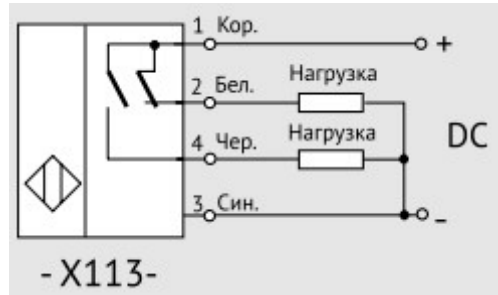 1 Кор. +
2 Бел. Нагрузка
DC
4 Чер. Нагрузка
3 Син. -
- X113-